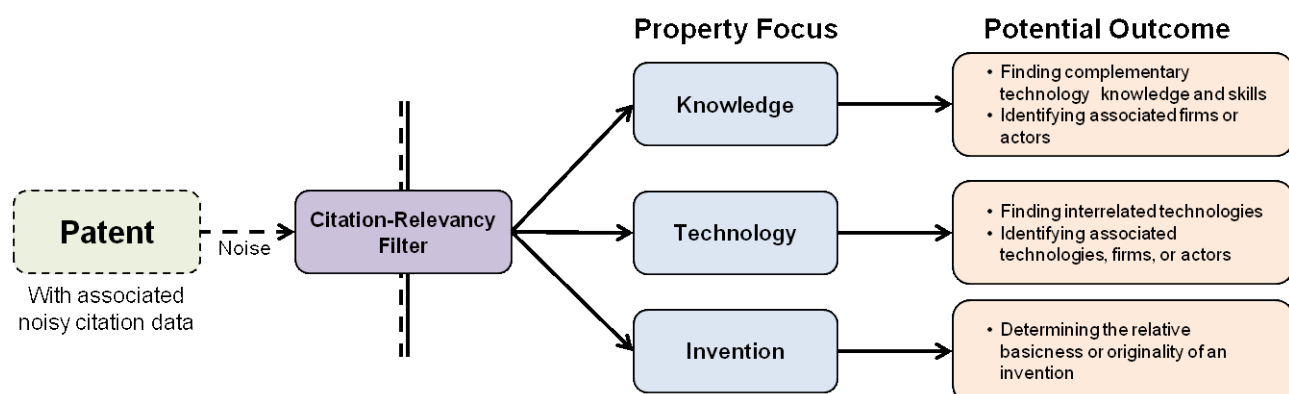 Property Focus
Potential Outcome
Patent
With associated
noisy citation data
Noise
Citation-Relevancy
Filter
Knowledge
• Finding complementary
technology knowledge and skills
• Identifying associated firms or
actors
Technology
• Finding interrelated technologies
• Identifying associated
technologies, firms, or actors
Invention
• Determining the relative
basicness or originality of an
invention